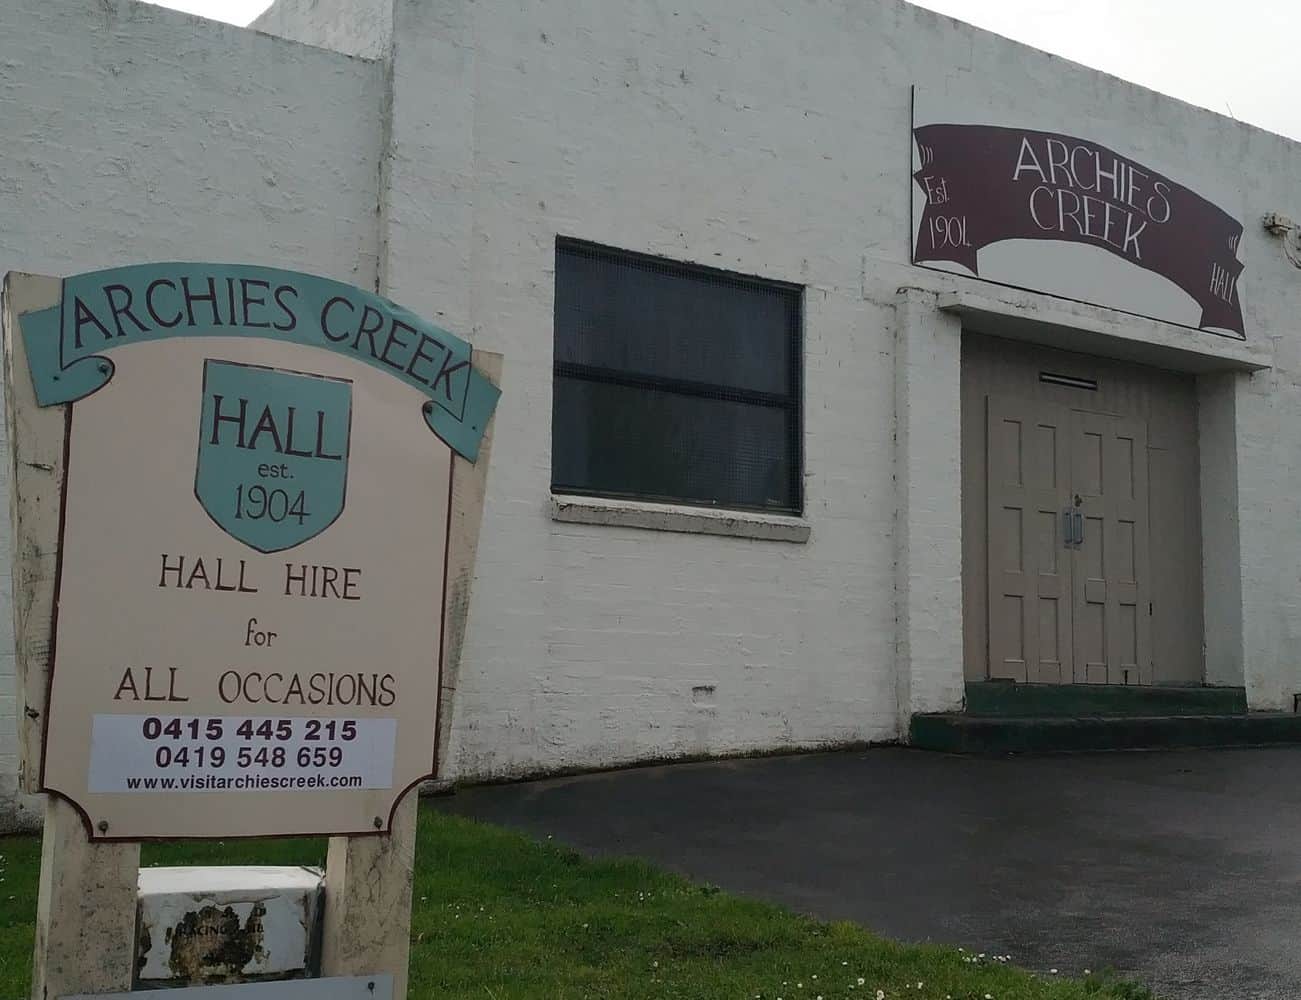 ARCHIES CREEK
HALL
est.
1904
HALL HIRE
for
ALL OCCASIONS
0415 445 215
0419 548 659
www.visitarchiescreek.com
Est.
1904
ARCHIES
CREEK
HALL